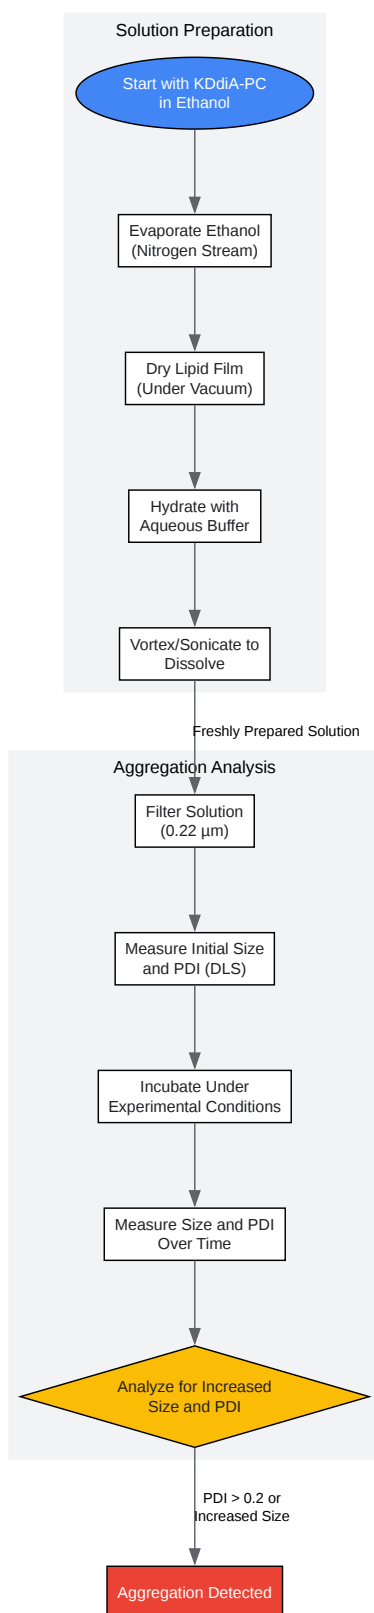 Solution Preparation
Start with KDdiA-PC
in Ethanol
Evaporate Ethanol
(Nitrogen Stream)
Dry Lipid Film
(Under Vacuum)
Hydrate with
Aqueous Buffer
Vortex/Sonicate to
Dissolve
Freshly Prepared Solution
Aggregation Analysis
Filter Solution
(0.22 µm)
Measure Initial Size
and PDI (DLS)
Incubate Under
Experimental Conditions
Measure Size and PDI
Over Time
Analyze for Increased
Size and PDI
PDI > 0.2 or
Increased Size
Aggregation Detected